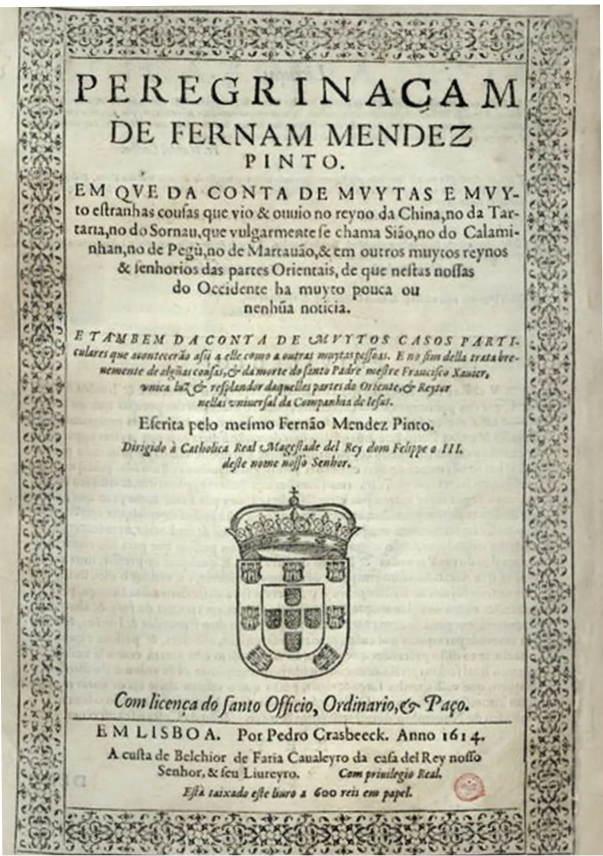 PEREGRINAÇAM
DE FERNAM MENDEZ
PINTO.
EM QVE DA CONTA DE MVYTAS E MVY-
to eſtranhas couſas que vio & ouuio no reyno da China, no da Tar-
taria, no do Sornau, que vulgarmente ſe chama Sião, no do Calami-
nhan, no de Pegù, no de Martauão, & em outros muytos reynos
& ſenhorios das partes Orientais, de que neſtas noſſas
do Occidente ha muyto pouca ou
nenhũa noticia.
E TAMBEM DA CONTA DE MVYTOS CASOS PARTI-
culares que acontecerão aſsi a elle como a outras muytas peſſoas. E no fim della trata bre-
uemente de algũas couſas, & da morte do ſanto Padre meſtre Franciſco Xauier,
vnica luz & reſplandor daquellas partes do Oriente, & Reytor
nellas vniuerſal da Companhia de Ieſus.
Eſcrita pelo meſmo Fernão Mendez Pinto.
Dirigido à Catholica Real Mageſtade del Rey dom Felippe o III.
deſte nome noſſo Senhor.
Com licença do ſanto Officio, Ordinario, & Paço.
EM LISBOA. Por Pedro Crasbeeck. Anno 1614.
A cuſta de Belchior de Faria Caualeyro da caſa del Rey noſſo
Senhor, & ſeu Liureyro. Com priuilegio Real.
Eſtà taixado eſte liuro a 600 reis em papel.